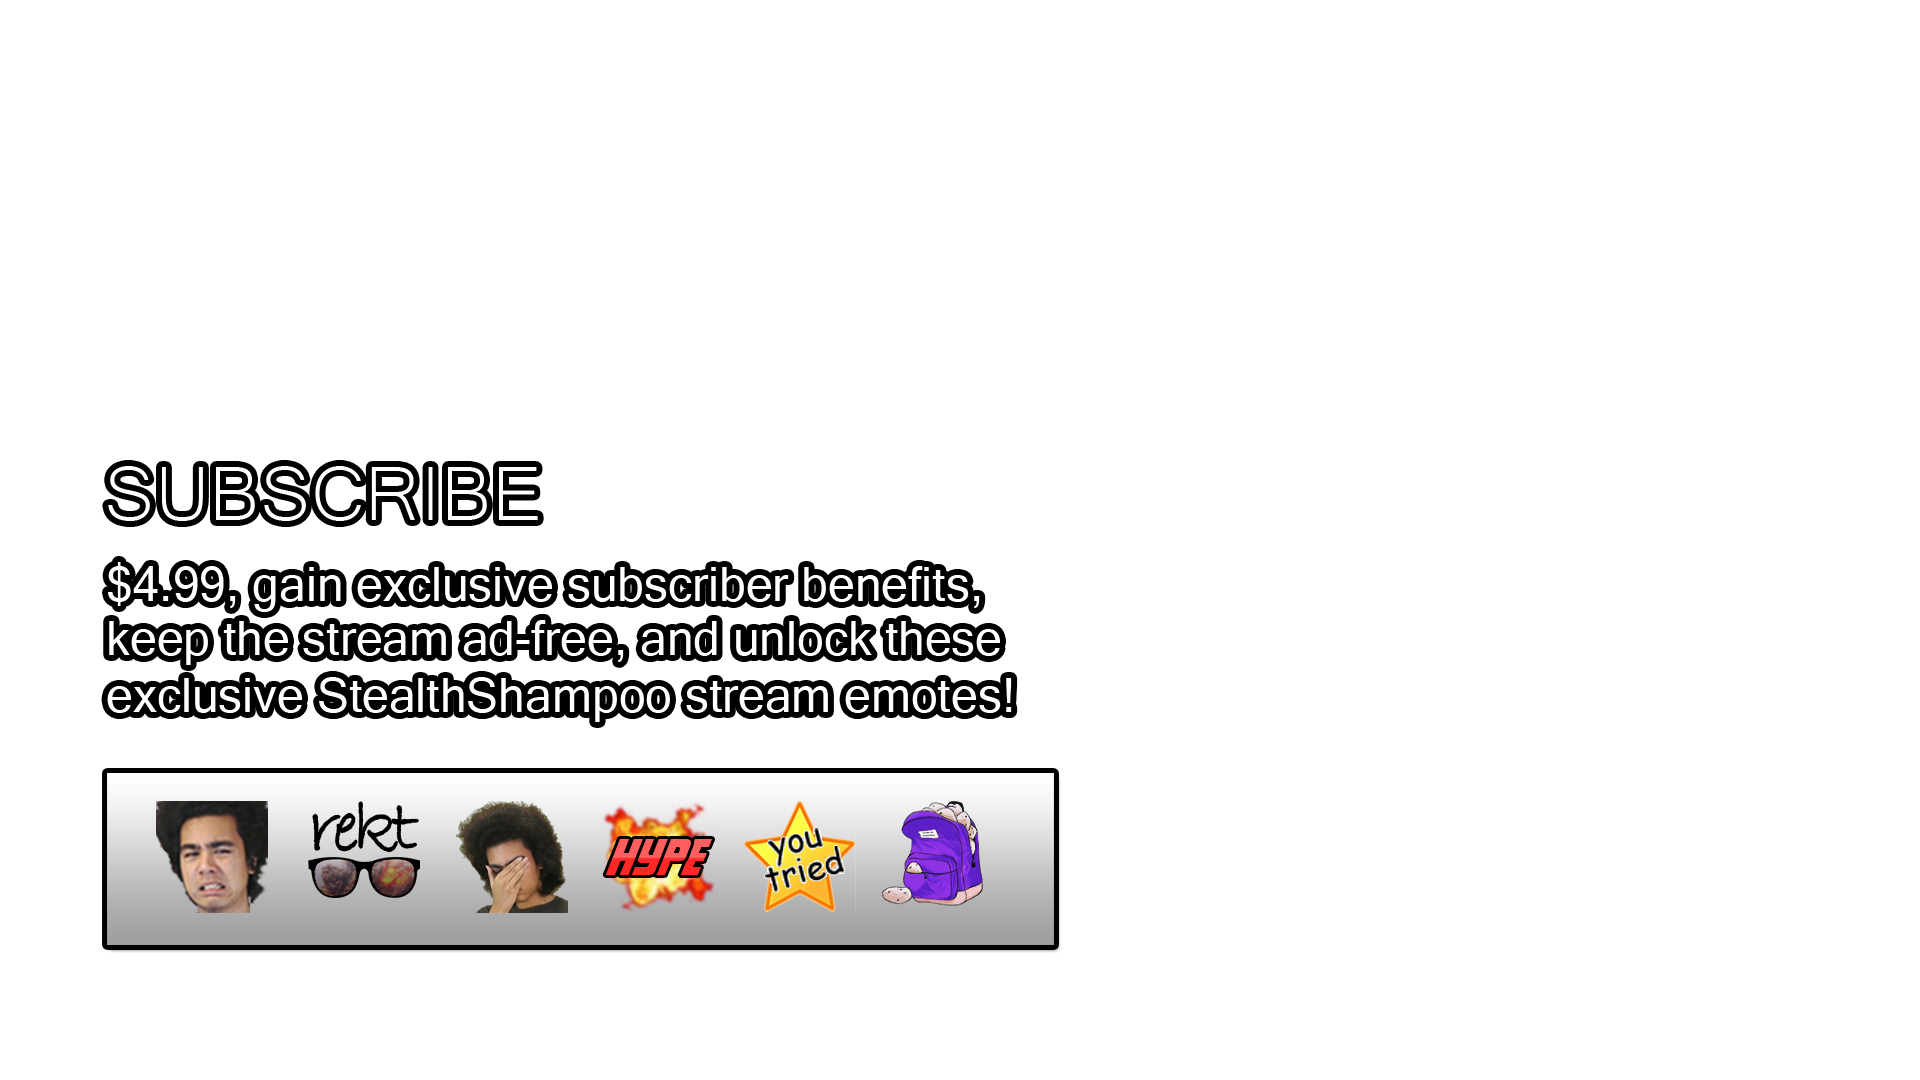 SUBSCRIBE
$4.99, gain exclusive subscriber benefits,
keep the stream ad-free, and unlock these
exclusive StealthShampoo stream emotes!
rekt
HYPE
you
tried